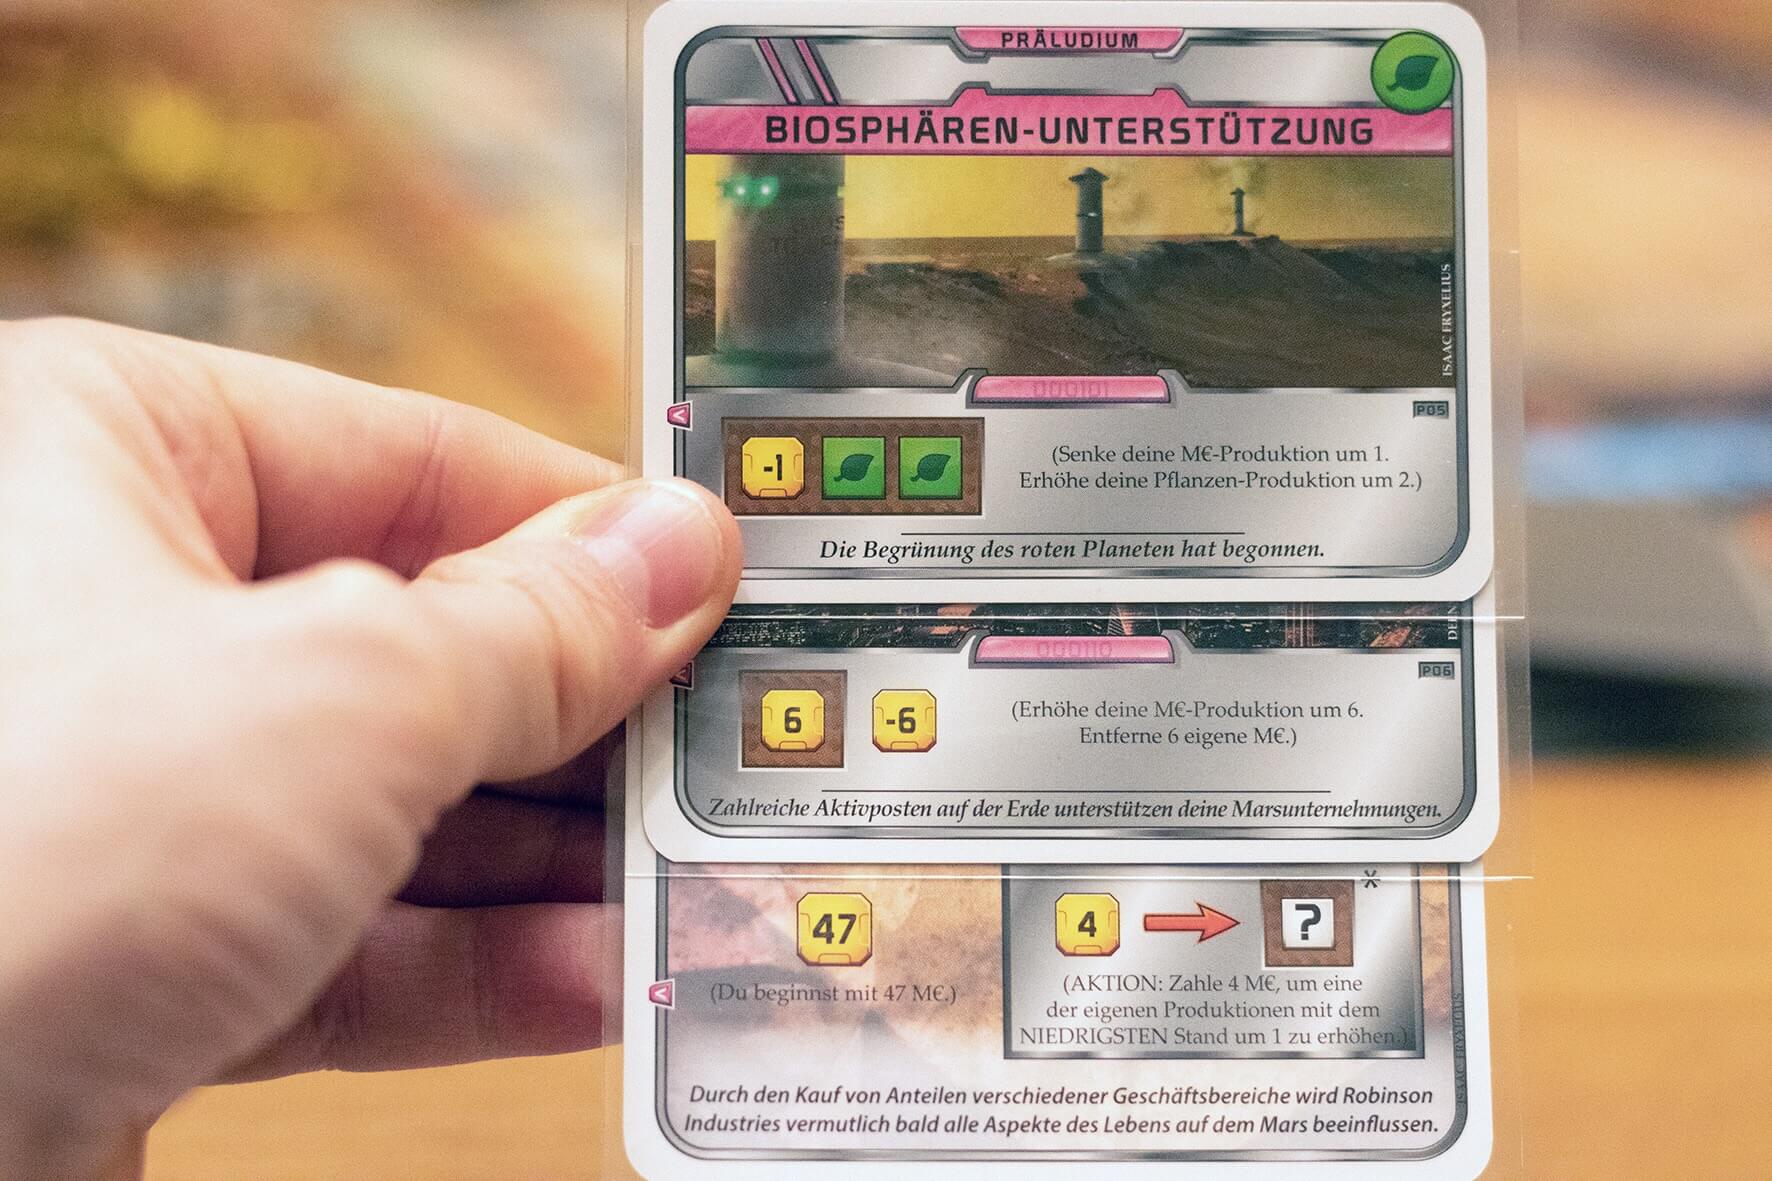 PRÄLUDIUM
BIOSPHÄREN-UNTERSTÜTZUNG
ISAAC FRYXELIUS
000101
P05
-1
(Senke deine M€-Produktion um 1.
Erhöhe deine Pflanzen-Produktion um 2.)
Die Begrünung des roten Planeten hat begonnen.
000110
P06
6 -6
(Erhöhe deine M€-Produktion um 6.
Entferne 6 eigene M€.)
Zahlreiche Aktivposten auf der Erde unterstützen deine Marsunternehmungen.
47
(Du beginnst mit 47 M€.)
4 ? *
(AKTION: Zahle 4 M€, um eine
der eigenen Produktionen mit dem
NIEDRIGSTEN Stand um 1 zu erhöhen.)
ISAAC FRYXELIUS
Durch den Kauf von Anteilen verschiedener Geschäftsbereiche wird Robinson
Industries vermutlich bald alle Aspekte des Lebens auf dem Mars beeinflussen.